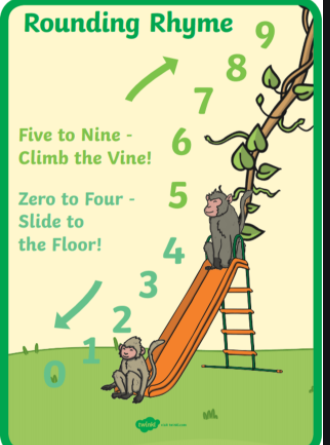 Rounding Rhyme
9
8
7
6
5
4
3
2
1
0
Five to Nine -
Climb the Vine!
Zero to Four -
Slide to
the Floor!
twinkl